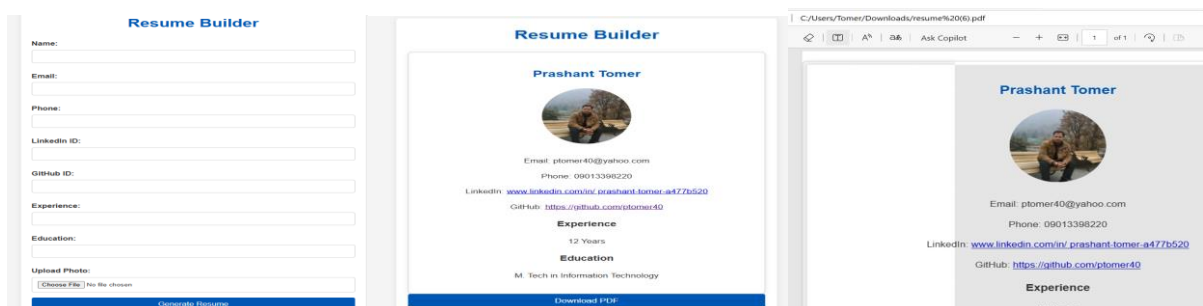 Resume Builder
Name:
Email:
Phone:
LinkedIn ID:
GitHub ID:
Experience:
Education:
Upload Photo:
Choose File No file chosen
Generate Resume
Resume Builder
Prashant Tomer
Email: ptomer40@yahoo.com
Phone: 09013398220
LinkedIn: www.linkedin.com/in/ prashant-tomer-a477b520
GitHub: https://github.com/ptomer40
Experience
12 Years
Education
M. Tech in Information Technology
Download PDF
C:/Users/Tomer/Downloads/resume%20(6).pdf
Ask Copilot
1 of 1
Prashant Tomer
Email: ptomer40@yahoo.com
Phone: 09013398220
LinkedIn: www.linkedin.com/in/ prashant-tomer-a477b520
GitHub: https://github.com/ptomer40
Experience